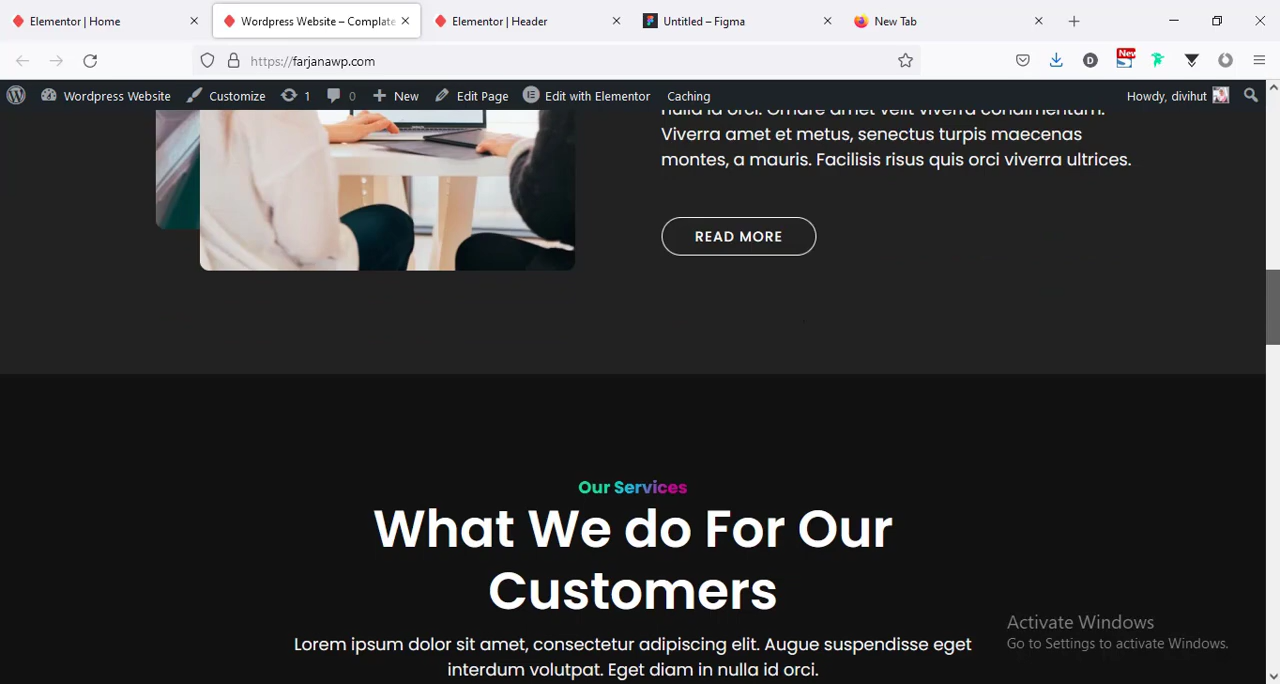 Elementor | Home
Wordpress Website – Complate
Elementor | Header
Untitled – Figma
New Tab
https://farjanawp.com
New
D
Wordpress Website
Customize
1
0
New
Edit Page
Edit with Elementor
Caching
Howdy, divihut
nulla id orci. Ornare amet velit viverra condimentum.
Viverra amet et metus, senectus turpis maecenas
montes, a mauris. Facilisis risus quis orci viverra ultrices.
READ MORE
Our Services
What We do For Our
Customers
Lorem ipsum dolor sit amet, consectetur adipiscing elit. Augue suspendisse eget
interdum volutpat. Eget diam in nulla id orci.
Activate Windows
Go to Settings to activate Windows.